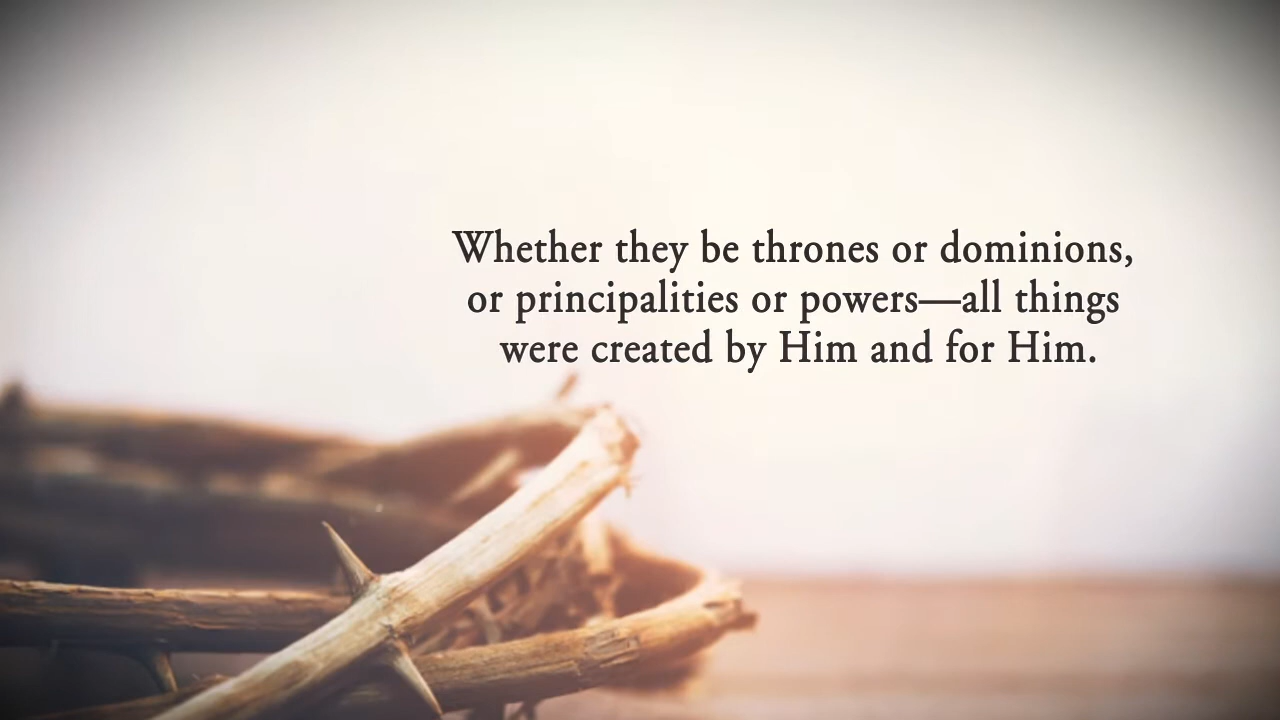 Whether they be thrones or dominions,
or principalities or powers—all things
were created by Him and for Him.